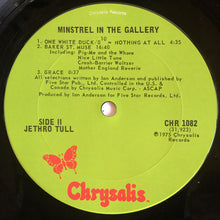 Chrysalis Records
MINSTREL IN THE GALLERY
1. ONE WHITE DUCK/0¹⁰ = NOTHING AT ALL 4:35
2. BAKER ST. MUSE 16:40
Including: Pig-Me and the Whore
Nice Little Tune
Crash-Barrier Waltzer
Mother England Reverie
3. GRACE 0:37
All selections written by Ian Anderson and published by
Five Star Pub., Ltd. Controlled in the U.S. & Canada by
Chrysalis Music Corp. - ASCAP
Produced by Ian Anderson for Five Star Records, Ltd.
SIDE II
JETHRO TULL
CHR 1082
(31,923)
℗1975 Chrysalis
Records
Chrysalis